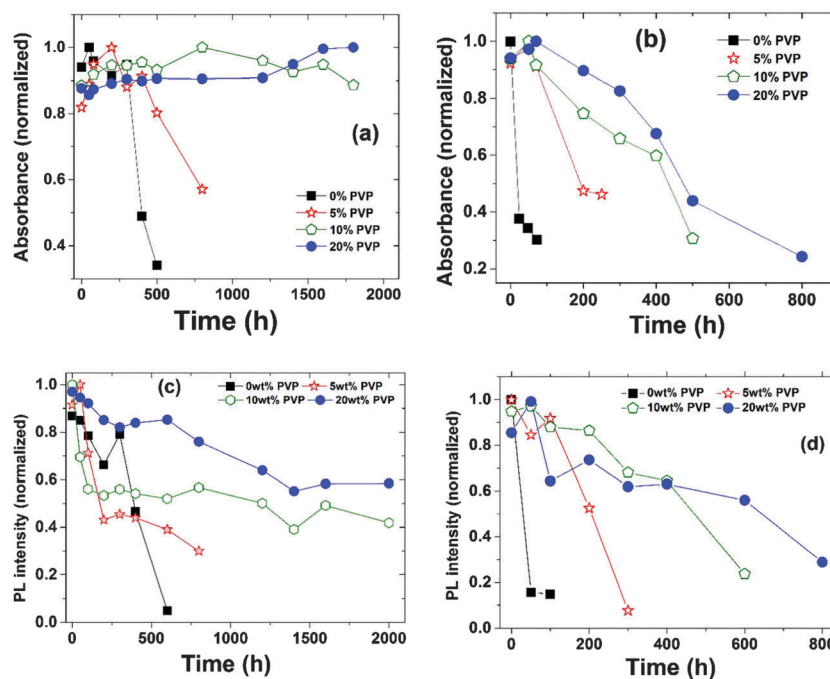 1.0
0.8
0.6
0.4
Absorbance (normalized)
(a)
0% PVP
5% PVP
10% PVP
20% PVP
0 500 1000 1500 2000
Time (h)
1.0
0.8
0.6
0.4
0.2
Absorbance (normalized)
(b)
0% PVP
5% PVP
10% PVP
20% PVP
0 200 400 600 800
Time (h)
1.0
0.8
0.6
0.4
0.2
0.0
PL intensity (normalized)
(c)
0wt% PVP 5wt% PVP
10wt% PVP 20wt% PVP
0 500 1000 1500 2000
Time (h)
1.0
0.8
0.6
0.4
0.2
0.0
PL intensity (normalized)
0wt% PVP 5wt% PVP
10wt% PVP 20wt% PVP
(d)
0 200 400 600 800
Time (h)